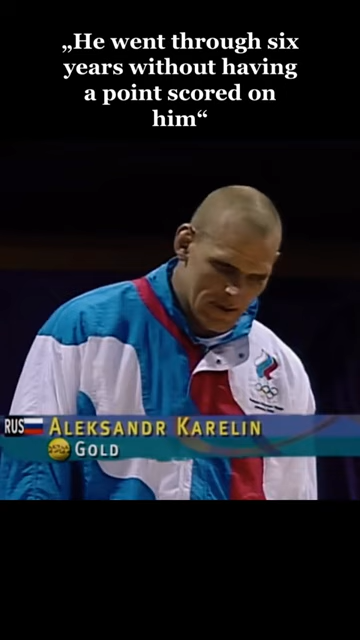 „He went through six
years without having
a point scored on
him“
RUS ALEKSANDR KARELIN
GOLD